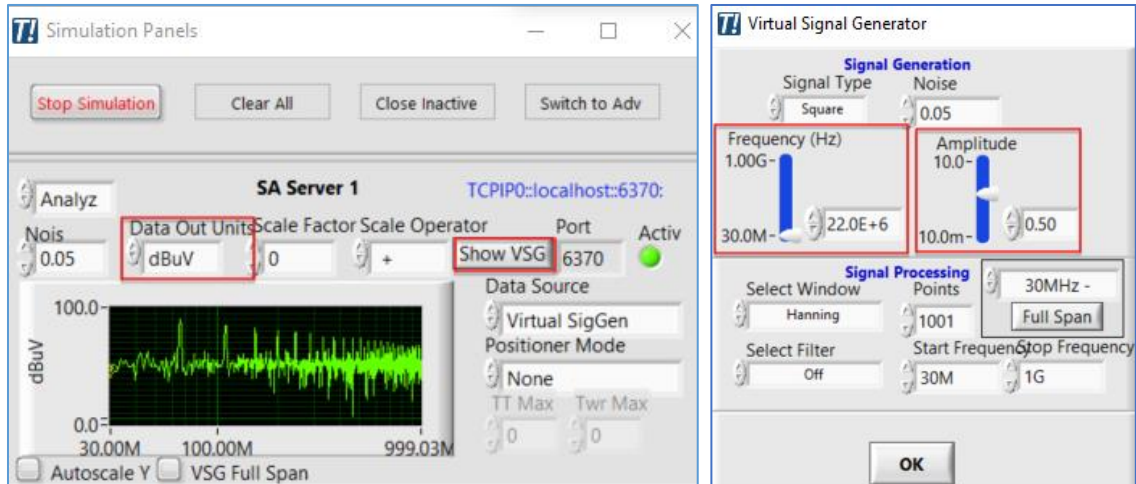 Simulation Panels
Stop Simulation Clear All Close Inactive Switch to Adv
SA Server 1 TCPIP0::localhost::6370:
Analyz
Nois Data Out Units Scale Factor Scale Operator Port Activ
0.05 dBuV 0 + Show VSG 6370
Data Source
Virtual SigGen
Positioner Mode
None
TT Max Twr Max
0 0
100.0
dBuV
0.0
30.00M 100.00M 999.03M
Autoscale Y VSG Full Span
Virtual Signal Generator
Signal Generation
Signal Type Noise
Square 0.05
Frequency (Hz) Amplitude
1.00G 10.0
22.0E+6 0.50
30.0M 10.0m
Signal Processing
Select Window Points 30MHz -
Hanning 1001 Full Span
Select Filter Start Frequency Stop Frequency
Off 30M 1G
OK